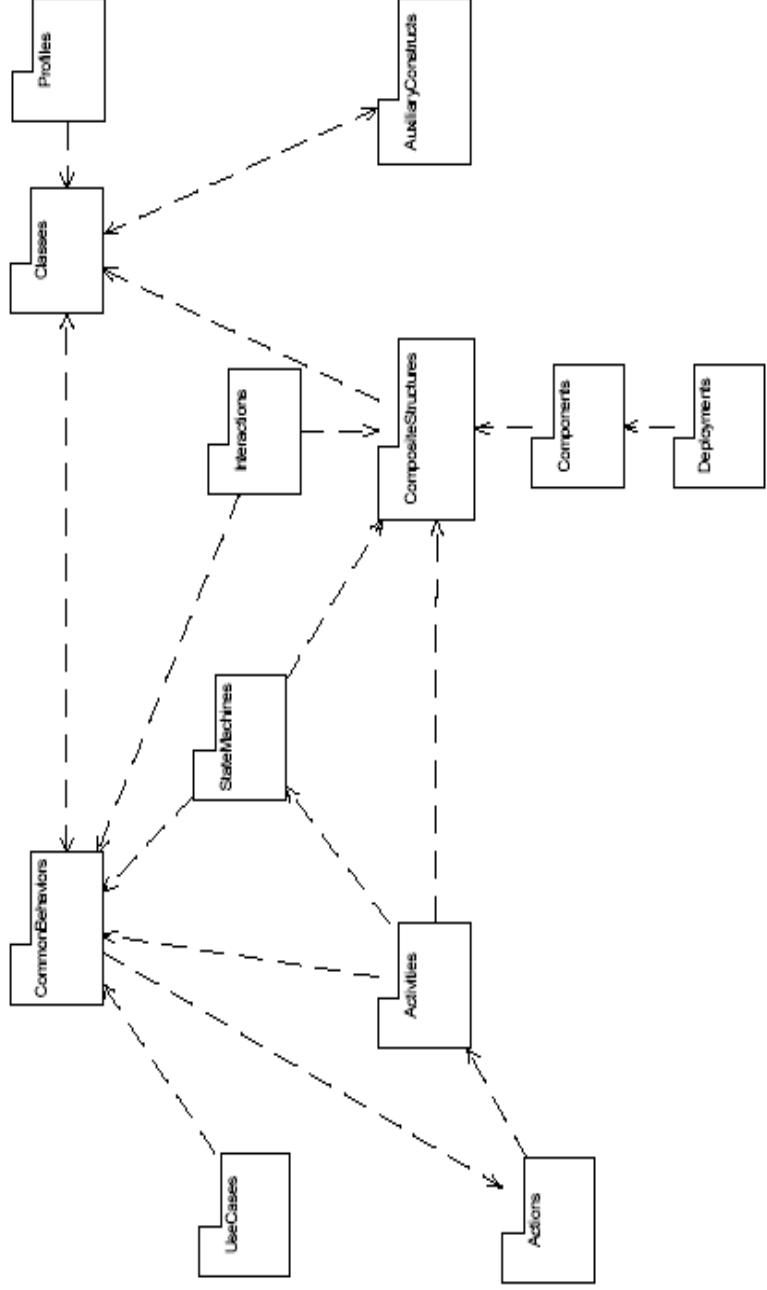 Profiles
Classes
AuxiliaryConstructs
Interactions
CompositeStructures
Components
Deployments
StateMachines
CommonBehaviors
Activities
UseCases
Actions